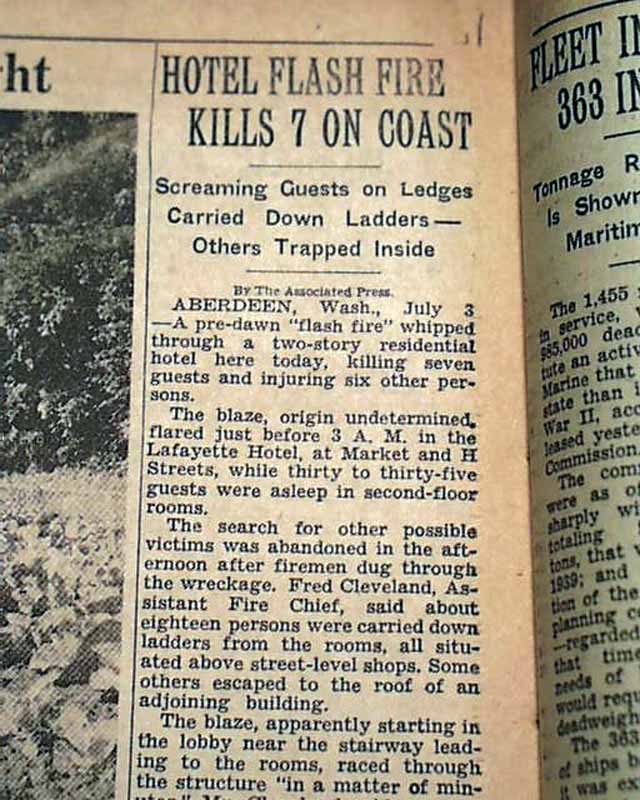 ht
HOTEL FLASH FIRE
KILLS 7 ON COAST
Screaming Guests on Ledges
Carried Down Ladders—
Others Trapped Inside
By The Associated Press.
ABERDEEN, Wash., July 3
—A pre-dawn "flash fire" whipped
through a two-story residential
hotel here today, killing seven
guests and injuring six other per-
sons.
The blaze, origin undetermined,
flared just before 3 A. M. in the
Lafayette Hotel, at Market and H
Streets, while thirty to thirty-five
guests were asleep in second-floor
rooms.
The search for other possible
victims was abandoned in the aft-
ernoon after firemen dug through
the wreckage. Fred Cleveland, As-
sistant Fire Chief, said about
eighteen persons were carried down
ladders from the rooms, all situ-
ated above street-level shops. Some
others escaped to the roof of an
adjoining building.
The blaze, apparently starting in
the lobby near the stairway lead-
ing to the rooms, raced through
the structure "in a matter of min-
FLEET IN
363 IN
Tonnage R
Is Shown
Maritim
The 1,455
in service,
985,000 dead
tute an activ
Marine that
state than
War II, acc
leased yeste
Commission.
The com
were as of
sharply wi
totaling
tons, that
1939; and
tion of the
planning co
—regarded
that time
needs of
would requ
deadweigh
The 363
of ships b
it was ex